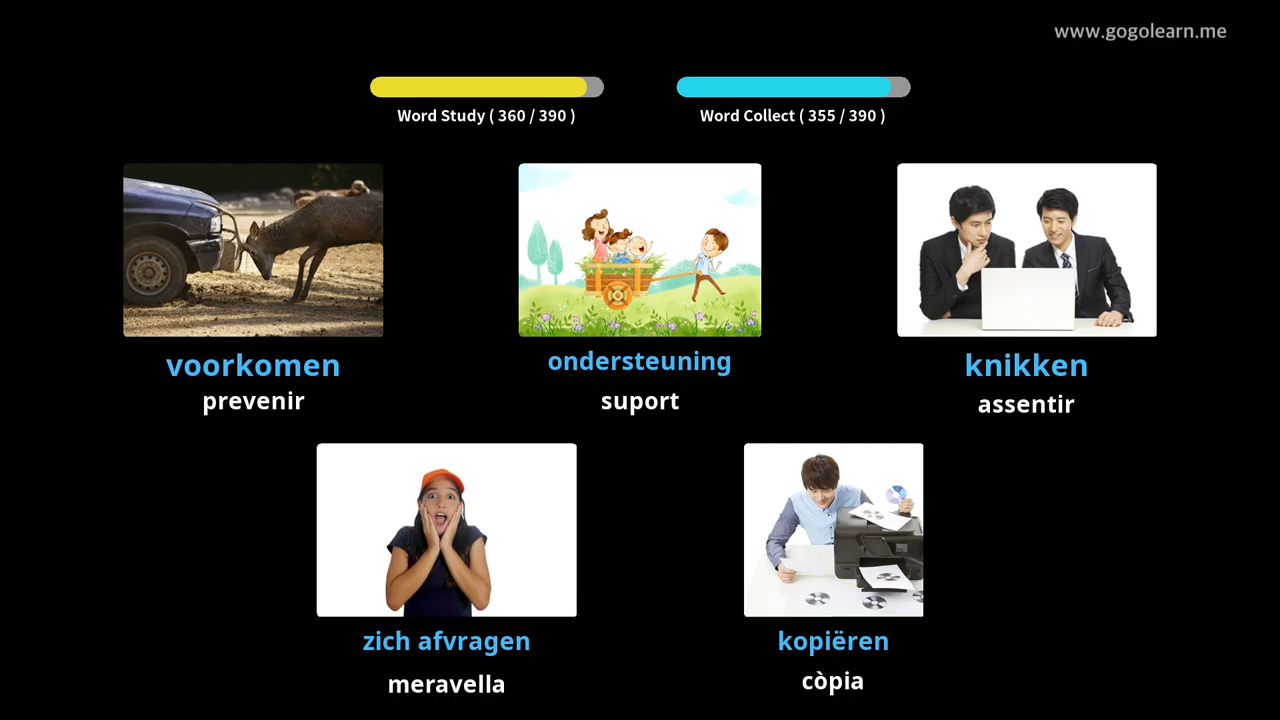 www.gogolearn.me
Word Study ( 360 / 390 )
Word Collect ( 355 / 390 )
voorkomen
prevenir
ondersteuning
suport
knikken
assentir
zich afvragen
meravella
kopiëren
còpia